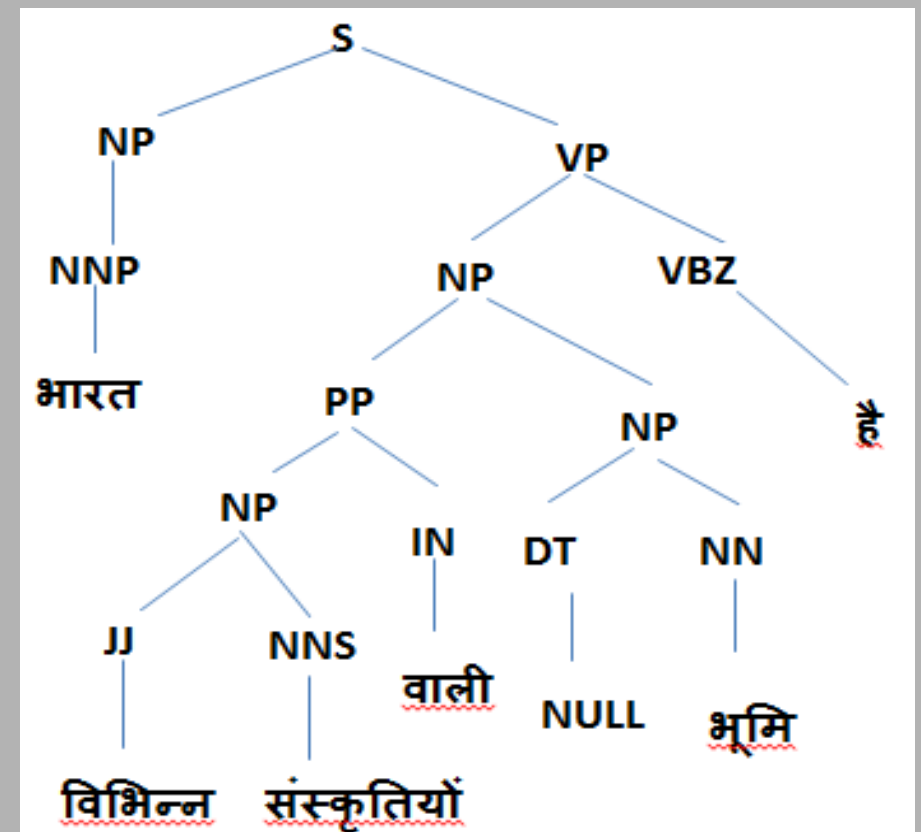 S
NP VP
NNP NP VBZ
भारत PP NP है
NP IN DT NN
JJ NNS वाली NULL भूमि
विभिन्न संस्कृतियों